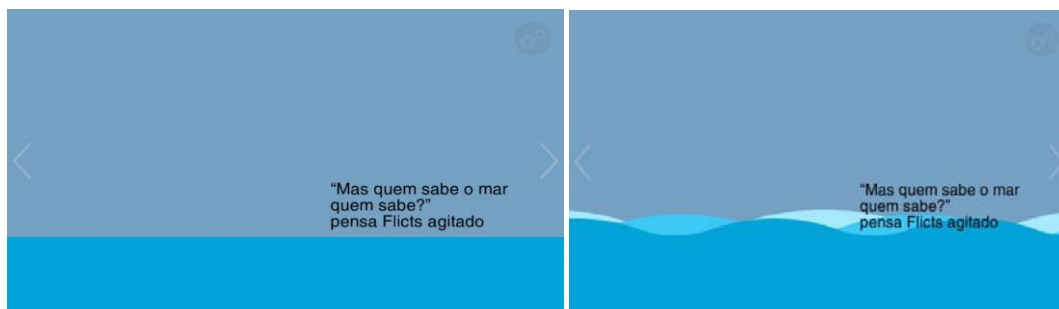 “Mas quem sabe o mar
quem sabe?”
pensa Flicts agitado
“Mas quem sabe o mar
quem sabe?”
pensa Flicts agitado